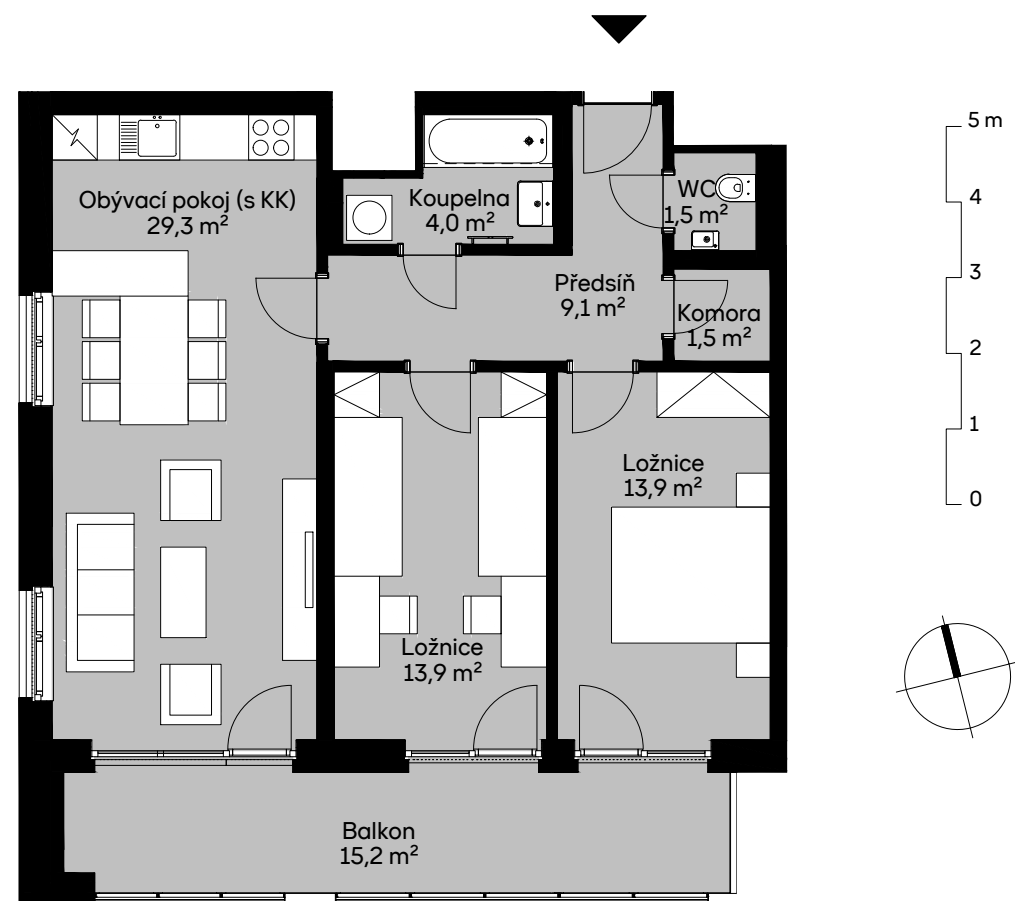 5 m
4
3
2
1
0
Obývací pokoj (s KK)
29,3 m²
Koupelna
4,0 m²
WC
1,5 m²
Předsíň
9,1 m²
Komora
1,5 m²
Ložnice
13,9 m²
Ložnice
13,9 m²
Balkon
15,2 m²